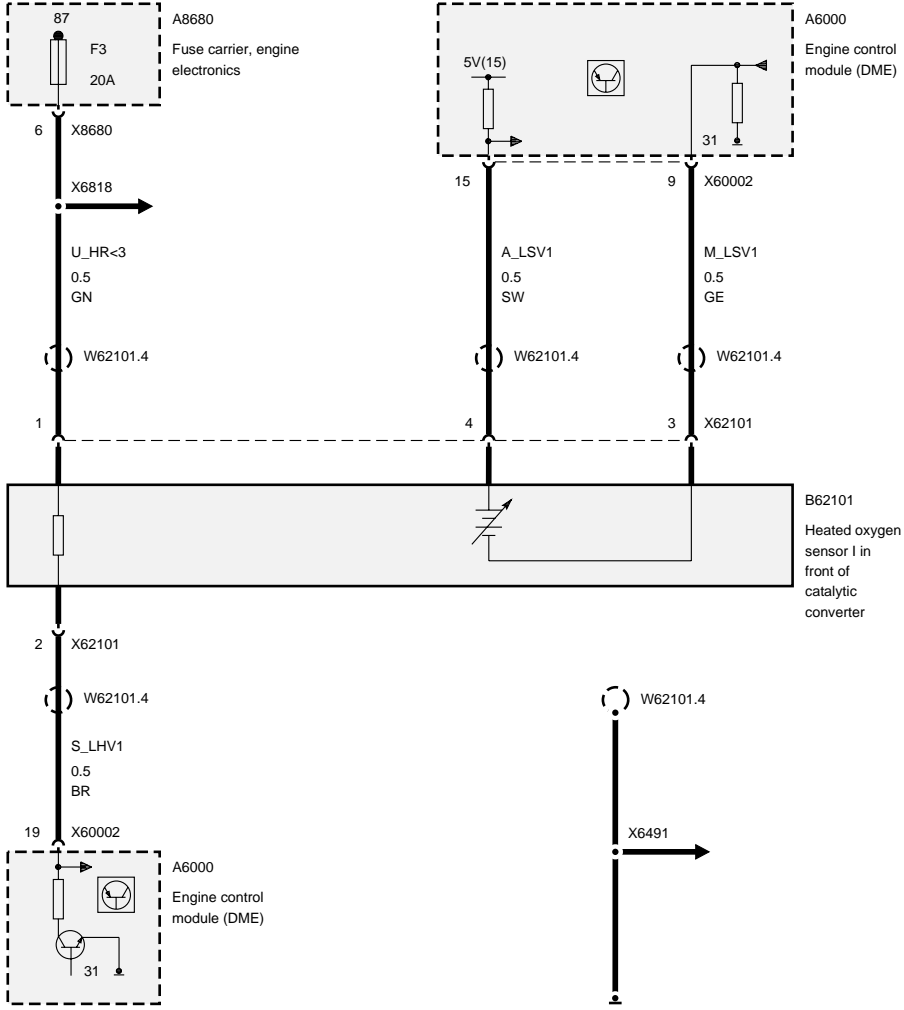 87
F3
20A
A8680
Fuse carrier, engine
electronics
A6000
Engine control
module (DME)
5V(15)
31
6
X8680
X6818
15
9
X60002
U_HR<3
0.5
GN
A_LSV1
0.5
SW
M_LSV1
0.5
GE
W62101.4
W62101.4
W62101.4
1
4
3
X62101
B62101
Heated oxygen
sensor I in
front of
catalytic
converter
2
X62101
W62101.4
W62101.4
S_LHV1
0.5
BR
19
X60002
X6491
A6000
Engine control
module (DME)
31